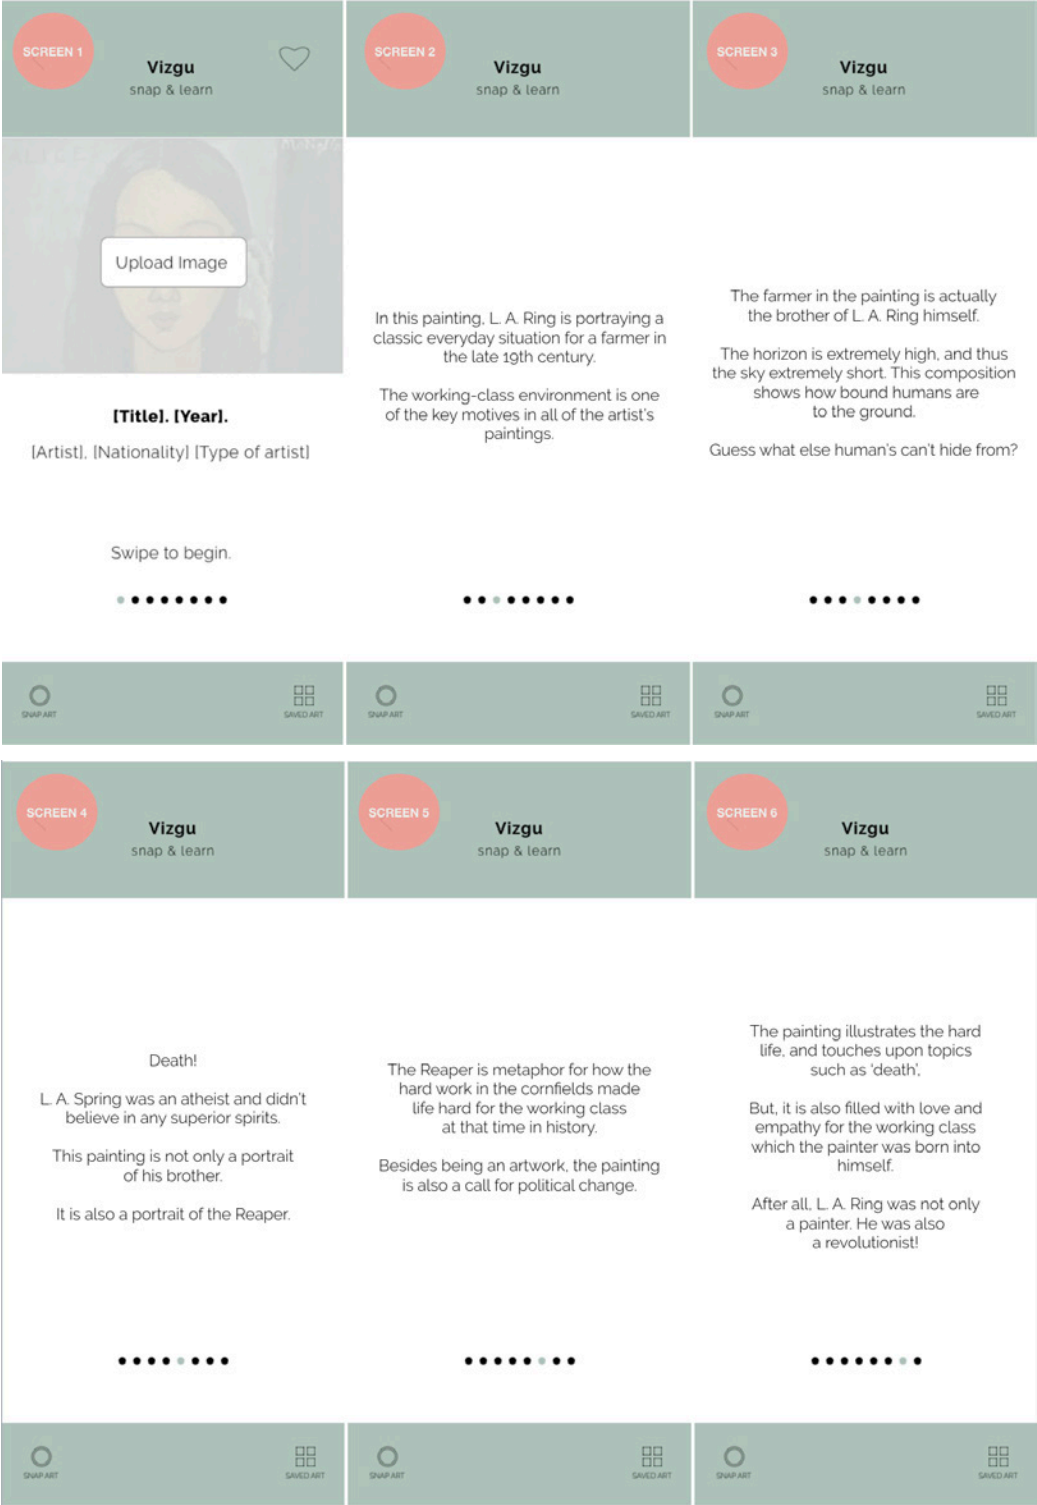 SCREEN 1
Vizgu
snap & learn
ALICE
Upload Image
[Title]. [Year].
[Artist], [Nationality] [Type of artist]
Swipe to begin.
SNAP ART
SAVED ART
SCREEN 2
Vizgu
snap & learn
In this painting, L. A. Ring is portraying a
classic everyday situation for a farmer in
the late 19th century.
The working-class environment is one
of the key motives in all of the artist's
paintings.
SNAP ART
SAVED ART
SCREEN 3
Vizgu
snap & learn
The farmer in the painting is actually
the brother of L. A. Ring himself.
The horizon is extremely high, and thus
the sky extremely short. This composition
shows how bound humans are
to the ground.
Guess what else human's can't hide from?
SNAP ART
SAVED ART
SCREEN 4
Vizgu
snap & learn
Death!
L. A. Spring was an atheist and didn't
believe in any superior spirits.
This painting is not only a portrait
of his brother.
It is also a portrait of the Reaper.
SNAP ART
SAVED ART
SCREEN 5
Vizgu
snap & learn
The Reaper is metaphor for how the
hard work in the cornfields made
life hard for the working class
at that time in history.
Besides being an artwork, the painting
is also a call for political change.
SNAP ART
SAVED ART
SCREEN 6
Vizgu
snap & learn
The painting illustrates the hard
life, and touches upon topics
such as 'death',
But, it is also filled with love and
empathy for the working class
which the painter was born into
himself.
After all, L. A. Ring was not only
a painter. He was also
a revolutionist!
SNAP ART
SAVED ART